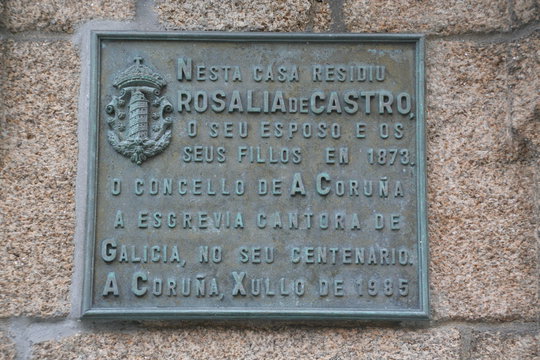 NESTA CASA RESIDIU
ROSALIA DE CASTRO,
O SEU ESPOSO E OS
SEUS FILLOS EN 1873.
O CONCELLO DE A CORUÑA
A ESGREVIA CANTORA DE
GALICIA, NO SEU CENTENARIO.
A CORUÑA, XULLO DE 1985